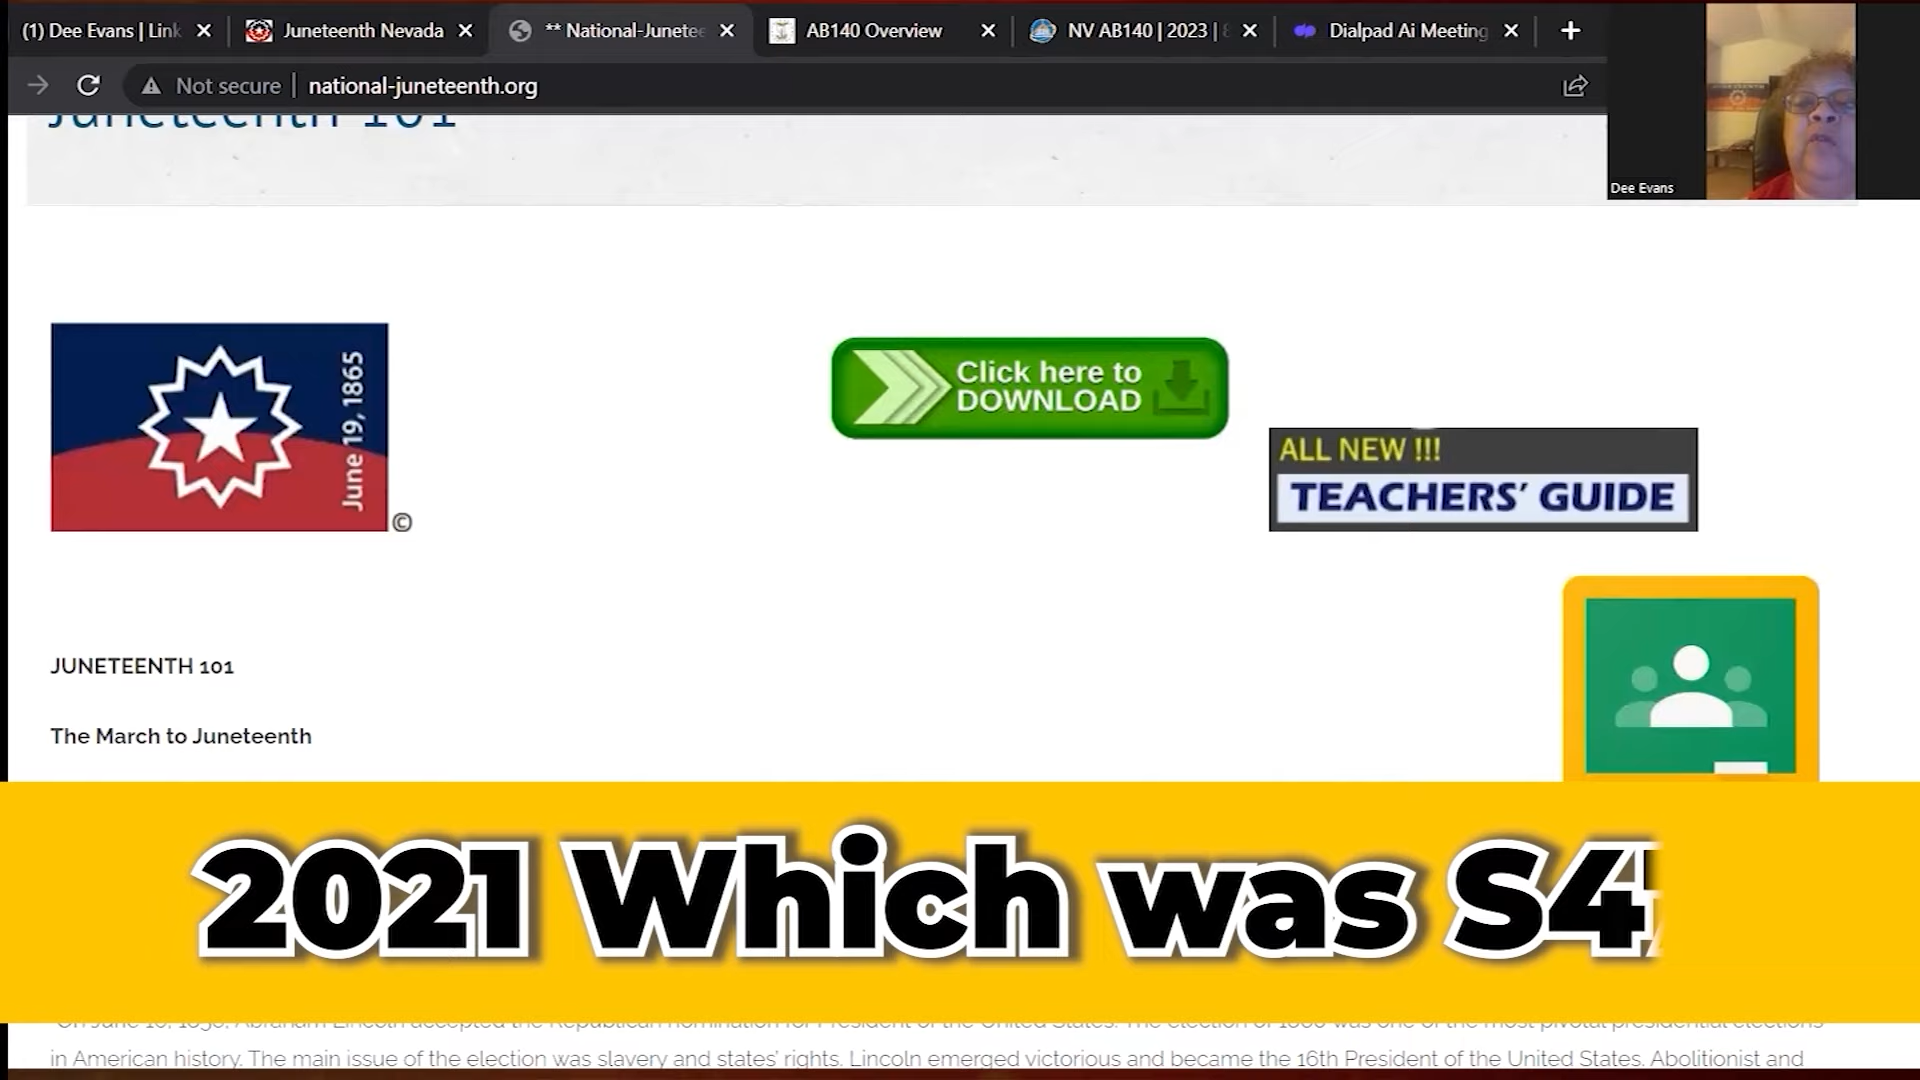 (1) Dee Evans | Link
Juneteenth Nevada
** National-Junetee
AB140 Overview
NV AB140 | 2023 |
Dialpad Ai Meeting
Not secure
national-juneteenth.org
Juneteenth 101
Dee Evans
June 19, 1865
©
Click here to
DOWNLOAD
ALL NEW !!!
TEACHERS' GUIDE
JUNETEENTH 101
The March to Juneteenth
2021 Which was S4
in American history. The main issue of the election was slavery and states' rights. Lincoln emerged victorious and became the 16th President of the United States. Abolitionist and